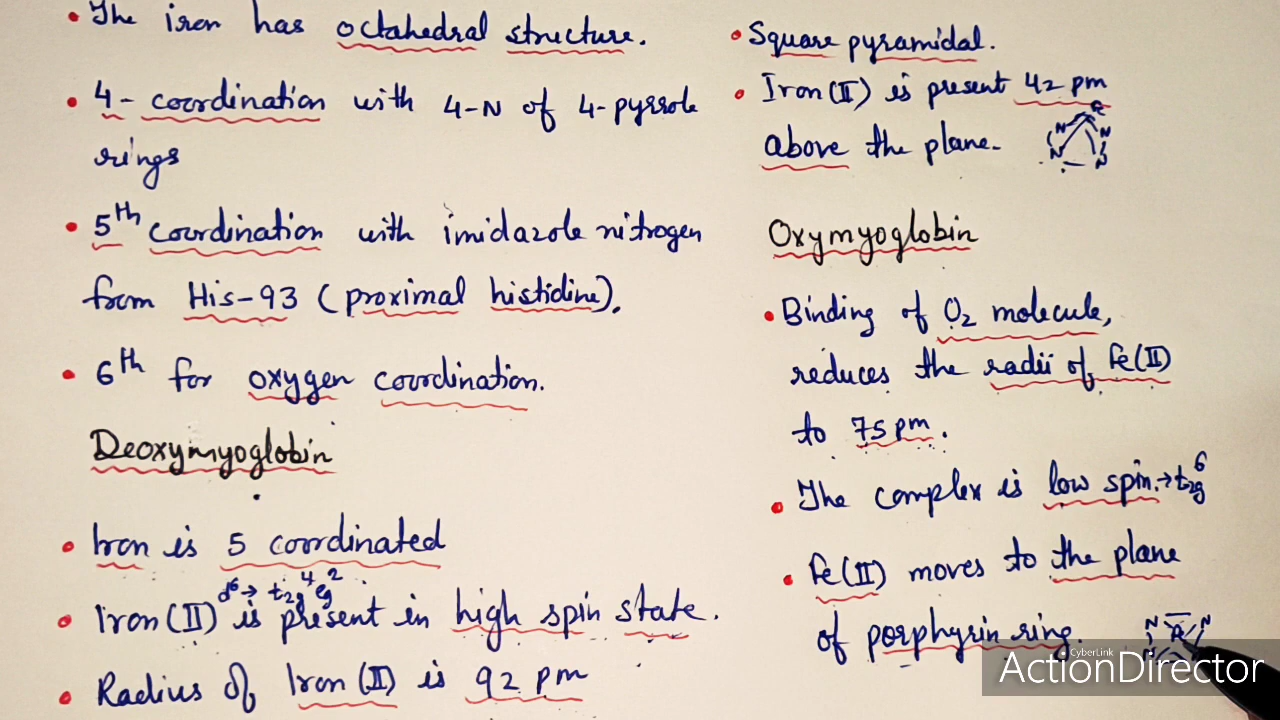 • The iron has octahedral structure.
• 4- coordination with 4-N of 4-pyrrole
rings
• 5th coordination with imidazole nitrogen
from His-93 (proximal histidine).
• 6th for oxygen coordination.
Deoxymyoglobin
• Iron is 5 coordinated
d⁶→ t₂g⁴ eg²
• Iron(II) is present in high spin state.
• Radius of Iron(II) is 92 pm
• Square pyramidal.
• Iron(II) is present 42 pm
above the plane.
Fe
N N
N N
Oxymyoglobin
• Binding of O₂ molecule,
reduces the radii of Fe(II)
to 75 pm.
• The complex is low spin.→t₂g⁶
• Fe(II) moves to the plane
of porphyrin ring.
N N
Fe
N
CyberLink
ActionDirector